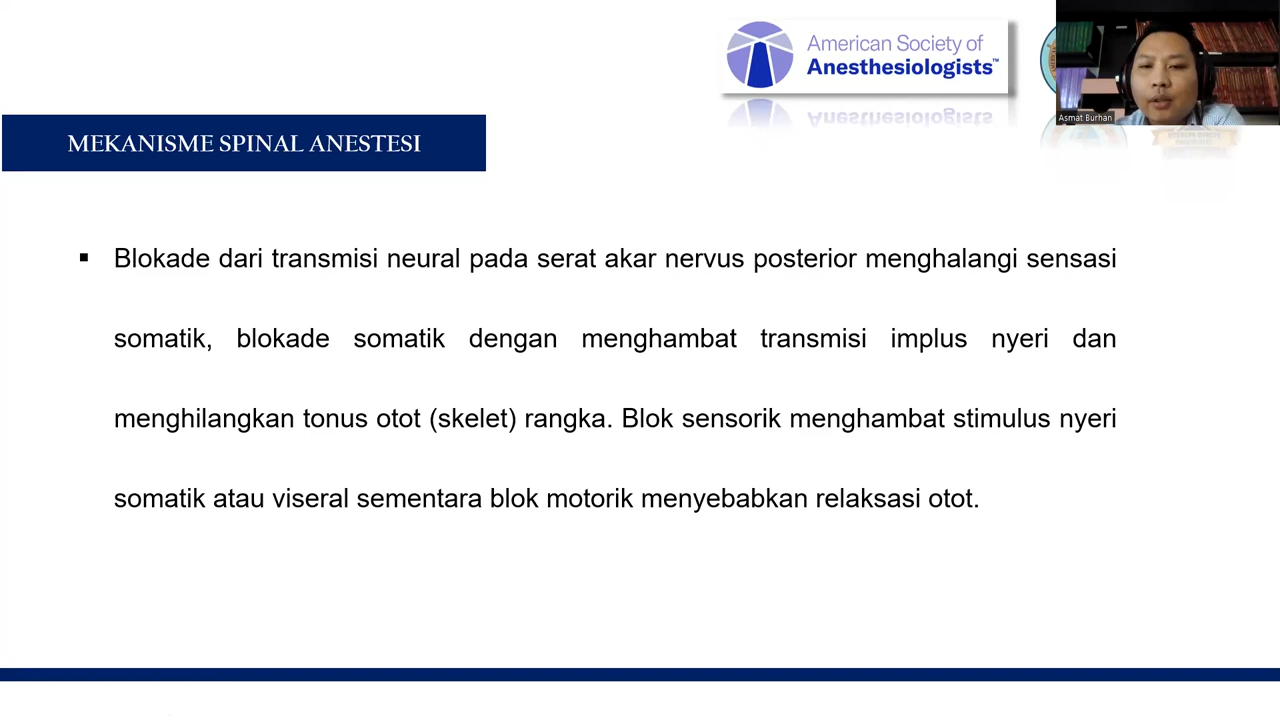 American Society of
Anesthesiologists™
Asmat Burhan
MEKANISME SPINAL ANESTESI
▪ Blokade dari transmisi neural pada serat akar nervus posterior menghalangi sensasi
somatik, blokade somatik dengan menghambat transmisi implus nyeri dan
menghilangkan tonus otot (skelet) rangka. Blok sensorik menghambat stimulus nyeri
somatik atau viseral sementara blok motorik menyebabkan relaksasi otot.